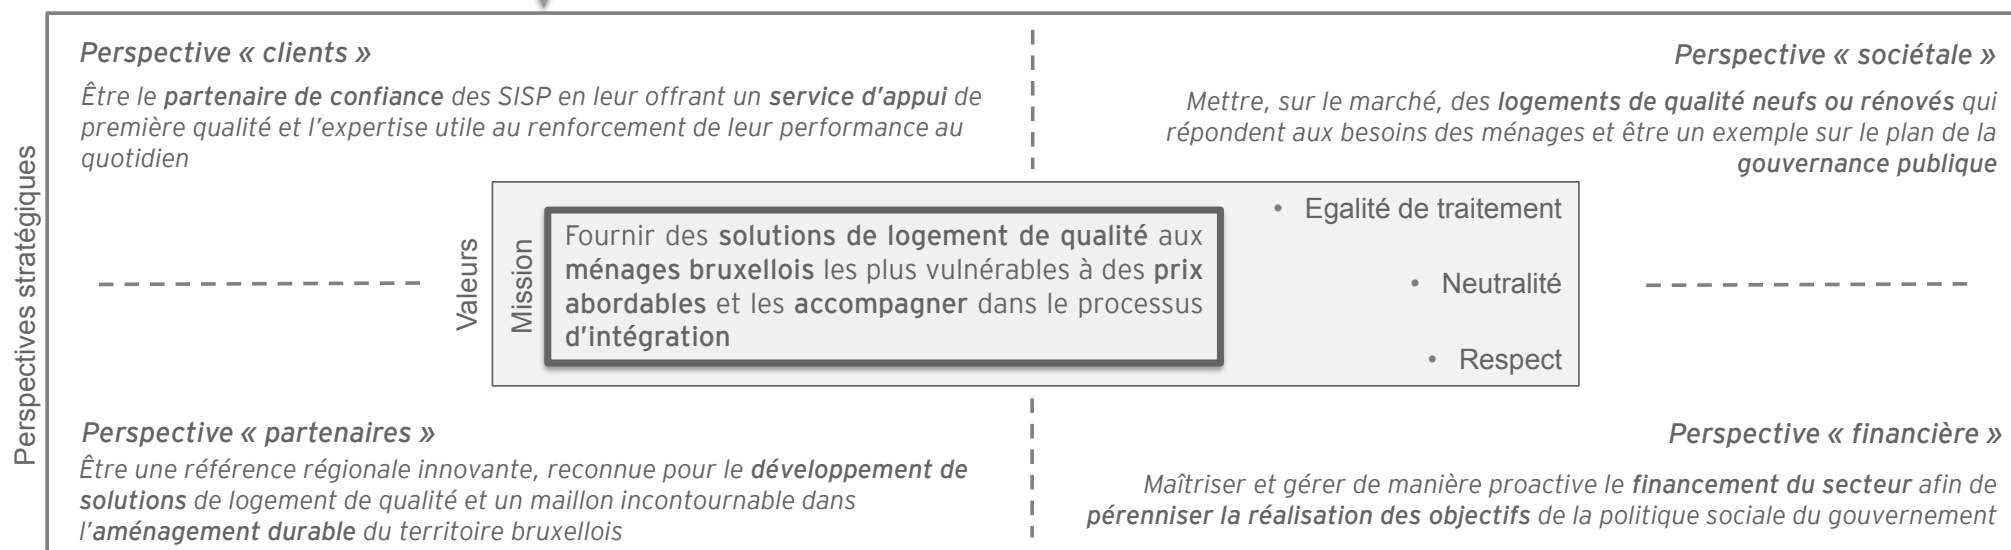 Perspectives stratégiques
Perspective « clients »
Être le partenaire de confiance des SISP en leur offrant un service d'appui de
première qualité et l'expertise utile au renforcement de leur performance au
quotidien
Perspective « sociétale »
Mettre, sur le marché, des logements de qualité neufs ou rénovés qui
répondent aux besoins des ménages et être un exemple sur le plan de la
gouvernance publique
Valeurs
Mission
Fournir des solutions de logement de qualité aux
ménages bruxellois les plus vulnérables à des prix
abordables et les accompagner dans le processus
d'intégration
• Egalité de traitement
• Neutralité
• Respect
Perspective « partenaires »
Être une référence régionale innovante, reconnue pour le développement de
solutions de logement de qualité et un maillon incontournable dans
l'aménagement durable du territoire bruxellois
Perspective « financière »
Maîtriser et gérer de manière proactive le financement du secteur afin de
pérenniser la réalisation des objectifs de la politique sociale du gouvernement